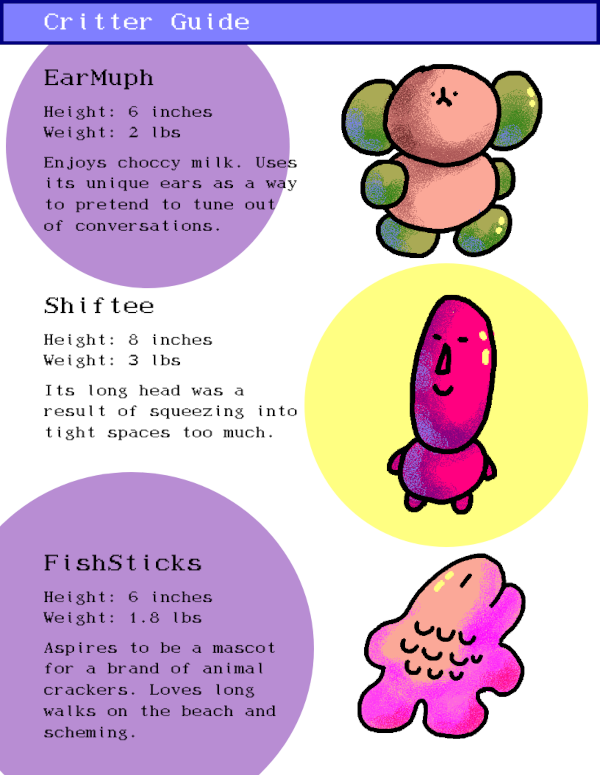 Critter Guide
EarMuph
Height: 6 inches
Weight: 2 lbs
Enjoys choccy milk. Uses
its unique ears as a way
to pretend to tune out
of conversations.
Shiftee
Height: 8 inches
Weight: 3 lbs
Its long head was a
result of squeezing into
tight spaces too much.
FishSticks
Height: 6 inches
Weight: 1.8 lbs
Aspires to be a mascot
for a brand of animal
crackers. Loves long
walks on the beach and
scheming.